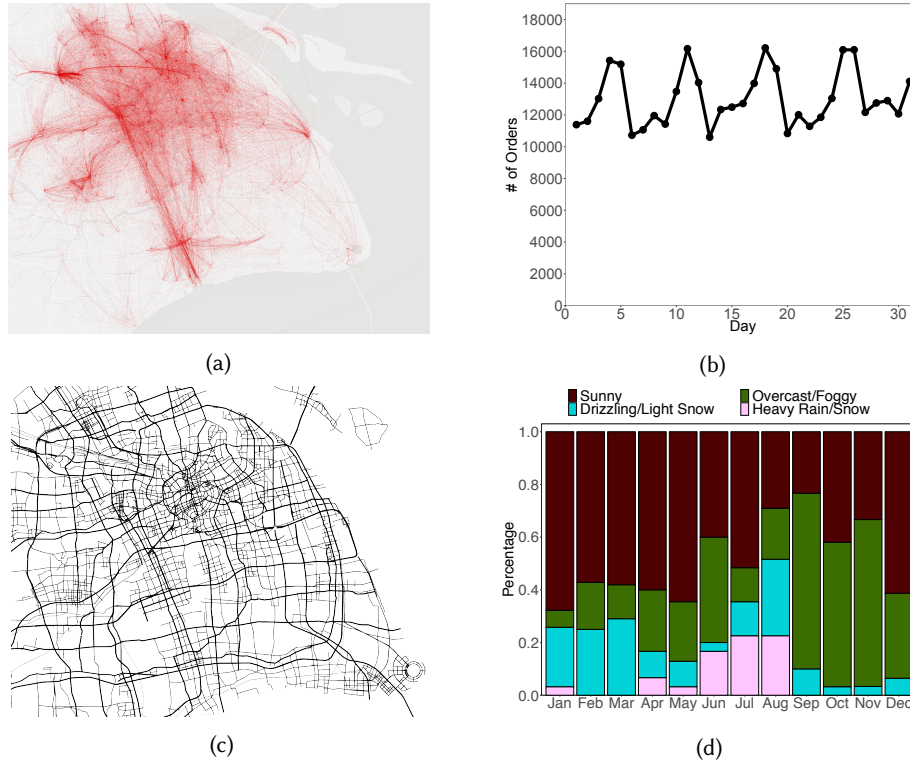 18000
16000
14000
12000
10000
8000
6000
4000
2000
0
# of Orders
0 5 10 15 20 25 30
Day
(a)
(b)
Sunny Overcast/Foggy
Drizzling/Light Snow Heavy Rain/Snow
1.0
0.8
0.6
0.4
0.2
0.0
Percentage
Jan Feb Mar Apr May Jun Jul Aug Sep Oct Nov Dec
(c)
(d)